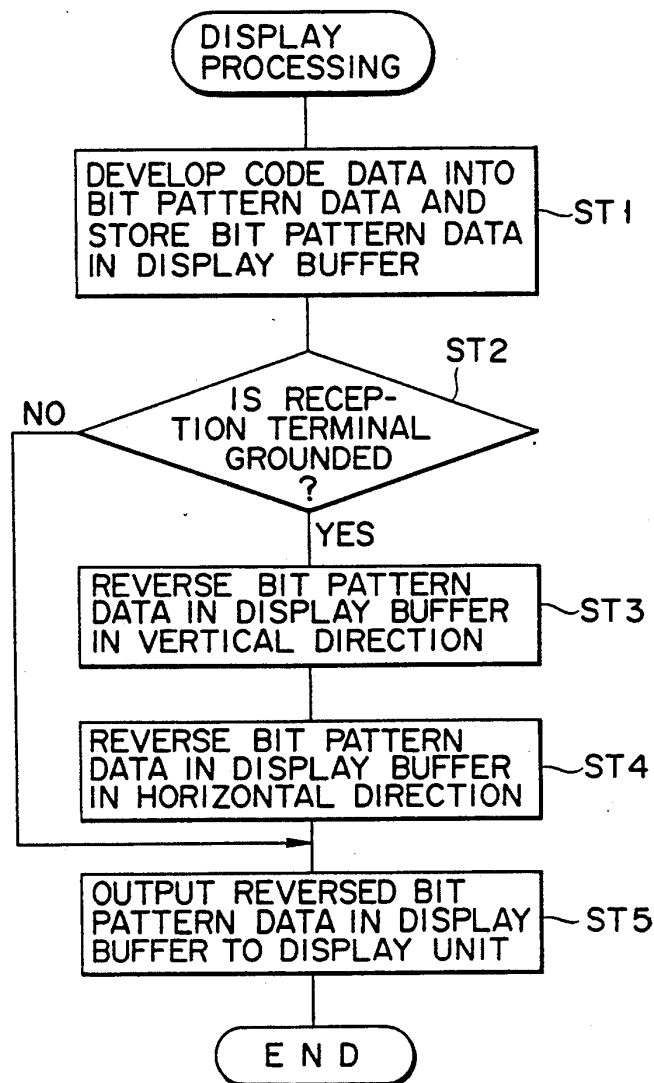 DISPLAY
PROCESSING
DEVELOP CODE DATA INTO
BIT PATTERN DATA AND
STORE BIT PATTERN DATA
IN DISPLAY BUFFER
ST1
ST2
IS RECEP-
TION TERMINAL
GROUNDED
?
NO
YES
REVERSE BIT PATTERN
DATA IN DISPLAY BUFFER
IN VERTICAL DIRECTION
ST3
REVERSE BIT PATTERN
DATA IN DISPLAY BUFFER
IN HORIZONTAL DIRECTION
ST4
OUTPUT REVERSED BIT
PATTERN DATA IN DISPLAY
BUFFER TO DISPLAY UNIT
ST5
END